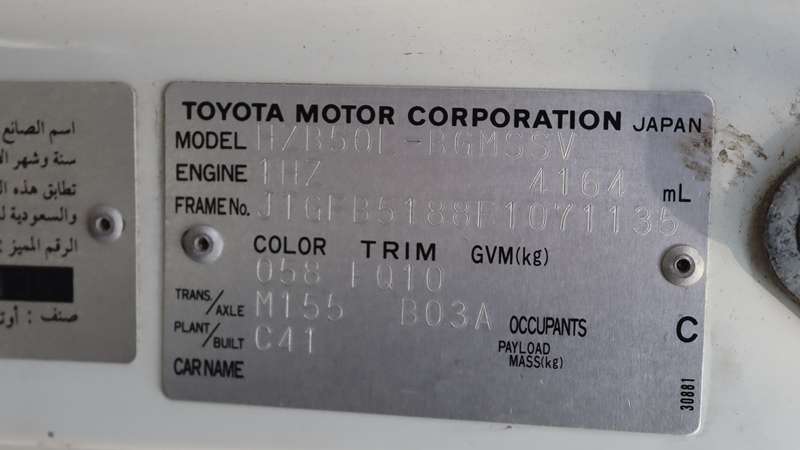 اسم الصانع
سنة وشهر
تطابق هذه
والسعودية
الرقم المميز :
صنف : أوتو
TOYOTA MOTOR CORPORATION JAPAN
MODEL HZB50L-BGMSSV
ENGINE 1HZ 4164 mL
FRAME No. JTGFB5188F1071135
COLOR TRIM GVM(kg)
058 FQ10
TRANS./AXLE M155 B03A OCCUPANTS C
PLANT/BUILT C41 PAYLOAD MASS(kg)
CAR NAME
30881